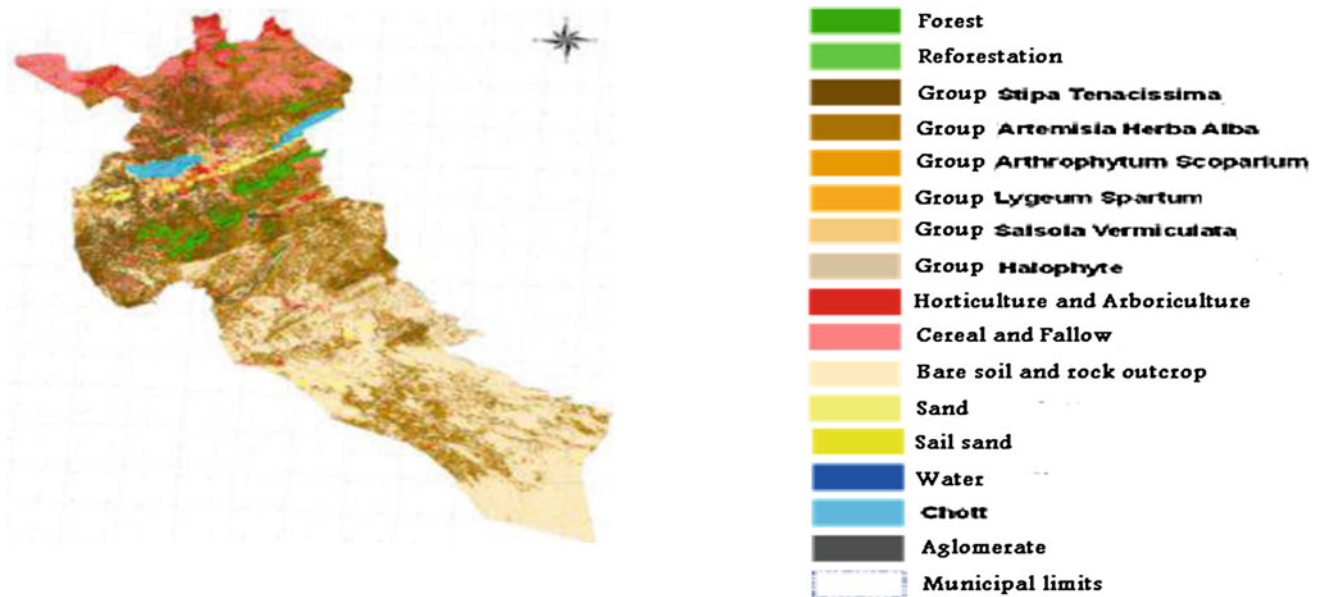 Forest
Reforestation
Group Stipa Tenacissima
Group Artemisia Herba Alba
Group Arthrophytum Scoparium
Group Lygeum Spartum
Group Salsola Vermiculata
Group Halophyte
Horticulture and Arboriculture
Cereal and Fallow
Bare soil and rock outcrop
Sand
Sail sand
Water
Chott
Aglomerate
Municipal limits